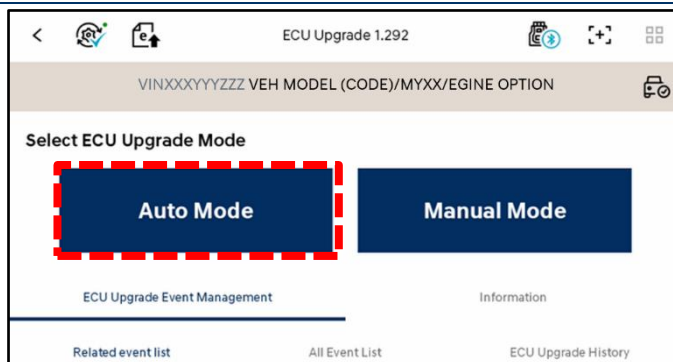 ECU Upgrade 1.292
VINXXXYYYZZZ VEH MODEL (CODE)/MYXX/EGINE OPTION
Select ECU Upgrade Mode
Auto Mode
Manual Mode
ECU Upgrade Event Management
Information
Related event list
All Event List
ECU Upgrade History